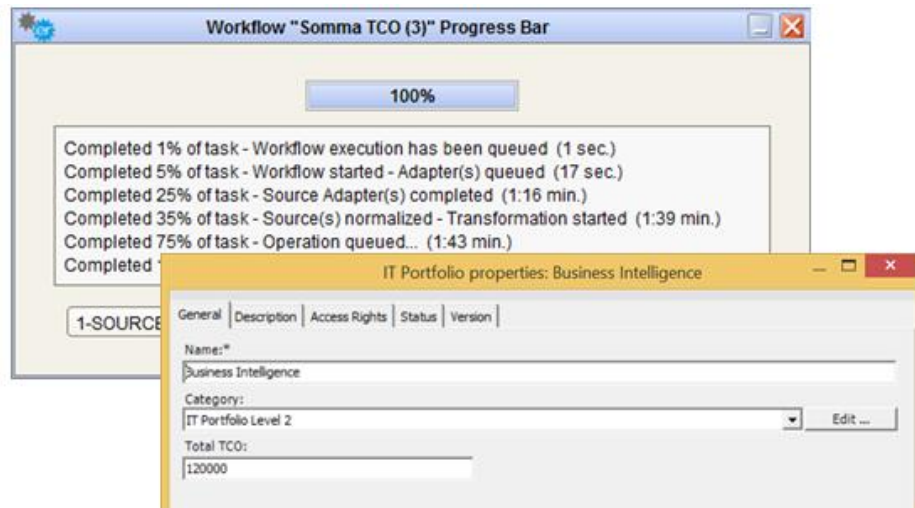 Workflow "Somma TCO (3)" Progress Bar
100%
Completed 1% of task - Workflow execution has been queued (1 sec.)
Completed 5% of task - Workflow started - Adapter(s) queued (17 sec.)
Completed 25% of task - Source Adapter(s) completed (1:16 min.)
Completed 35% of task - Source(s) normalized - Transformation started (1:39 min.)
Completed 75% of task - Operation queued... (1:43 min.)
Completed
1-SOURCE
IT Portfolio properties: Business Intelligence
General Description Access Rights Status Version
Name:*
Business Intelligence
Category:
IT Portfolio Level 2
Edit ...
Total TCO:
120000